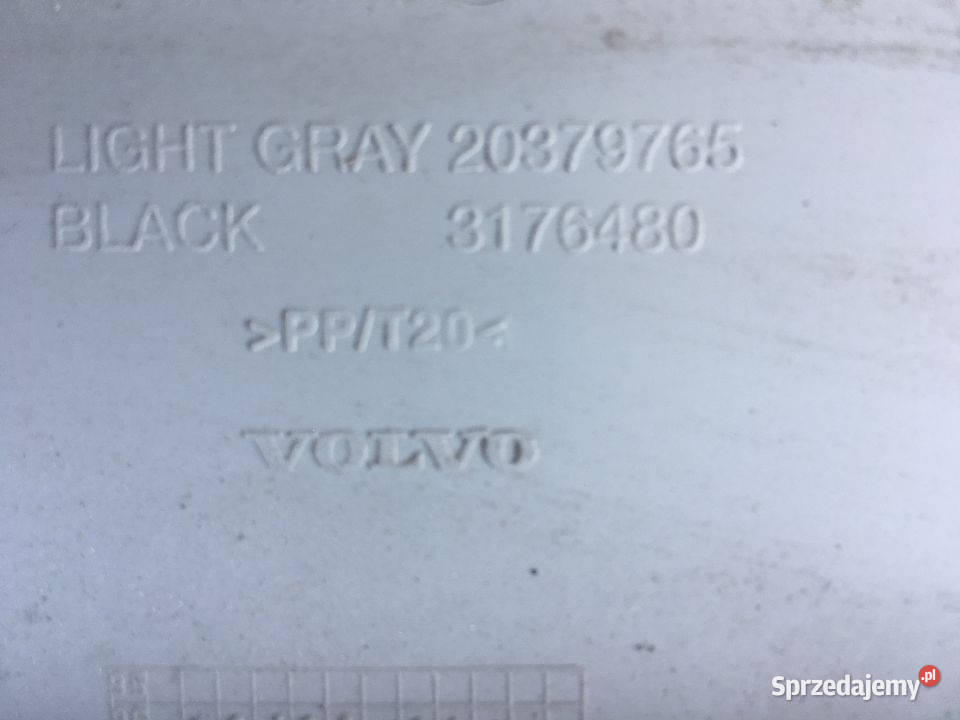 LIGHT GRAY 20379765
BLACK 3176480
>PP/T20<
VOLVO
Sprzedajemy.pl